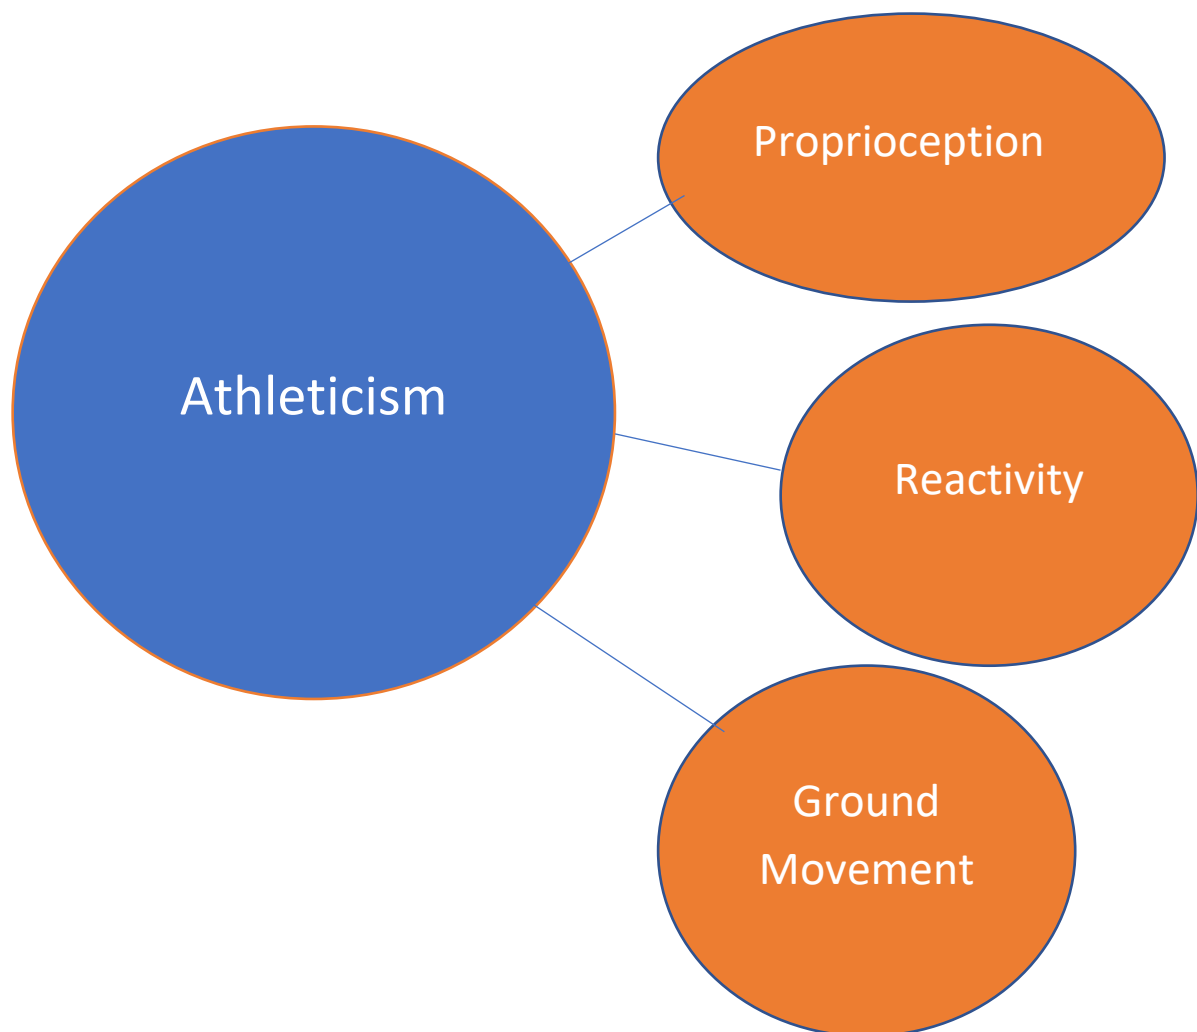 Proprioception
Athleticism
Reactivity
Ground
Movement